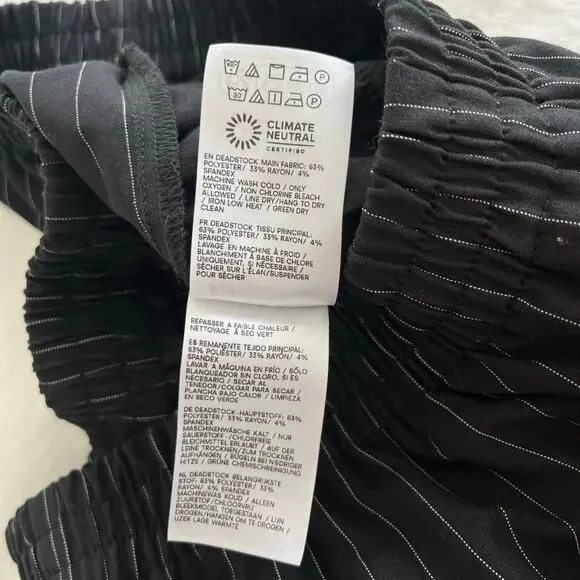 P
30 P
CLIMATE
NEUTRAL
CERTIFIED
EN DEADSTOCK MAIN FABRIC: 63%
POLYESTER/ 33% RAYON/ 4%
SPANDEX
MACHINE WASH COLD / ONLY
OXYGEN / NON CHLORINE BLEACH
ALLOWED / LINE DRY/HANG TO DRY
/ IRON LOW HEAT / GREEN DRY
CLEAN
FR DEADSTOCK TISSU PRINCIPAL:
63% POLYESTER/ 33% RAYON/ 4%
SPANDEX
LAVAGE EN MACHINE À FROID /
BLANCHIMENT À BASE DE CHLORE
UNIQUEMENT, SI NÉCESSAIRE /
SÉCHER SUR L'ÉLAN/SUSPENDER
POUR SÉCHER
REPASSER A FAIBLE CHALEUR /
NETTOYAGE À SEC VERT
ES REMANENTE TEJIDO PRINCIPAL:
63% POLIÉSTER/ 33% RAYÓN/ 4%
SPANDEX
LAVAR A MÁQUINA EN FRÍO / SÓLO
BLANQUEADOR SIN CLORO, SI ES
NECESARIO / SECAR AL
TENEDOR/COLGAR PARA SECAR /
PLANCHA BAJO CALOR / LIMPIEZA
EN SECO VERDE
DE DEADSTOCK-HAUPTSTOFF: 63%
POLYESTER/ 33% RAYON/ 4%
SPANDEX
MASCHINENWÄSCHE KALT / NUR
SAUERSTOFF-/CHLORFREIE
BLEICHMITTEL ERLAUBT / AUF DER
LEINE TROCKNEN/ZUM TROCKNEN
AUFHÄNGEN / BÜGELN BEI NIEDRIGER
HITZE / GRÜNE CHEMISCHREINIGUNG
NL DEADSTOCK BELANGRIJKSTE
STOF: 63% POLYESTER/ 33%
RAYON/ 4% SPANDEX
MACHINEWAS KOUD / ALLEEN
ZUURSTOF/CHLOORVRIJ
BLEEKMIDDEL TOEGESTAAN / LIJN
DROGEN/HANGEN OM TE DROGEN /
IJZER LAGE WARMTE